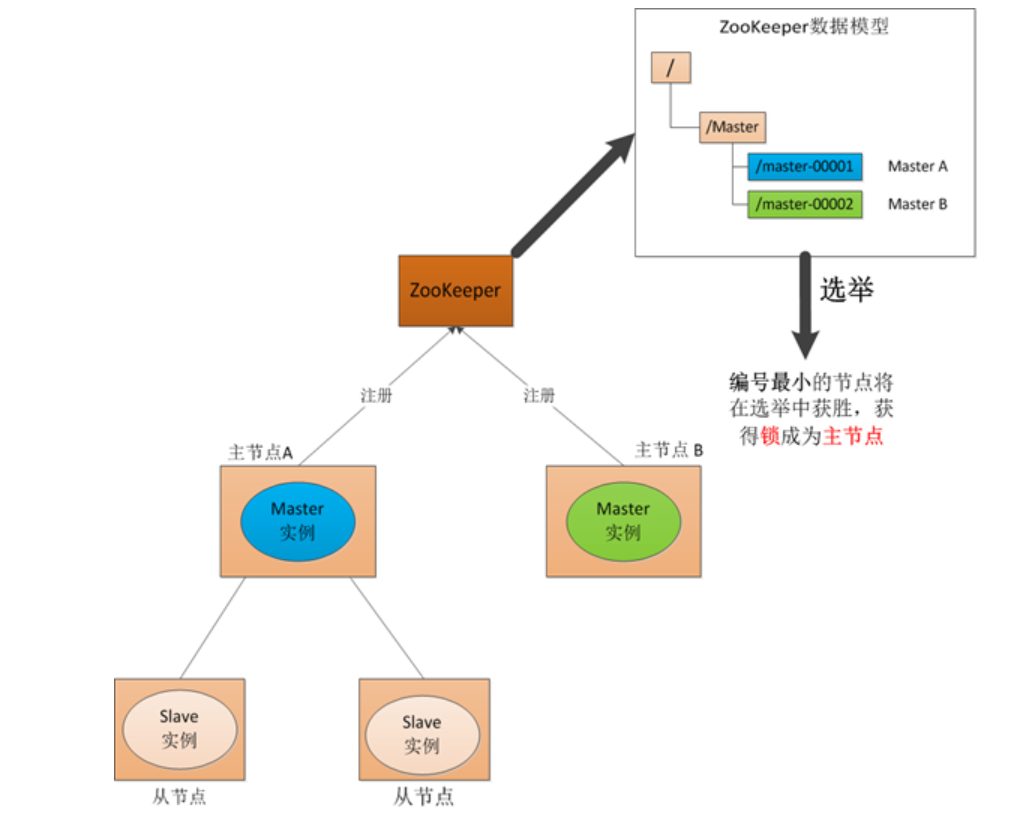 ZooKeeper数据模型
/
/Master
/master-00001 Master A
/master-00002 Master B
ZooKeeper
选举
编号最小的节点将
在选举中获胜，获
得锁成为主节点
注册 注册
主节点A
主节点 B
Master
实例
Master
实例
Slave
实例
Slave
实例
从节点
从节点